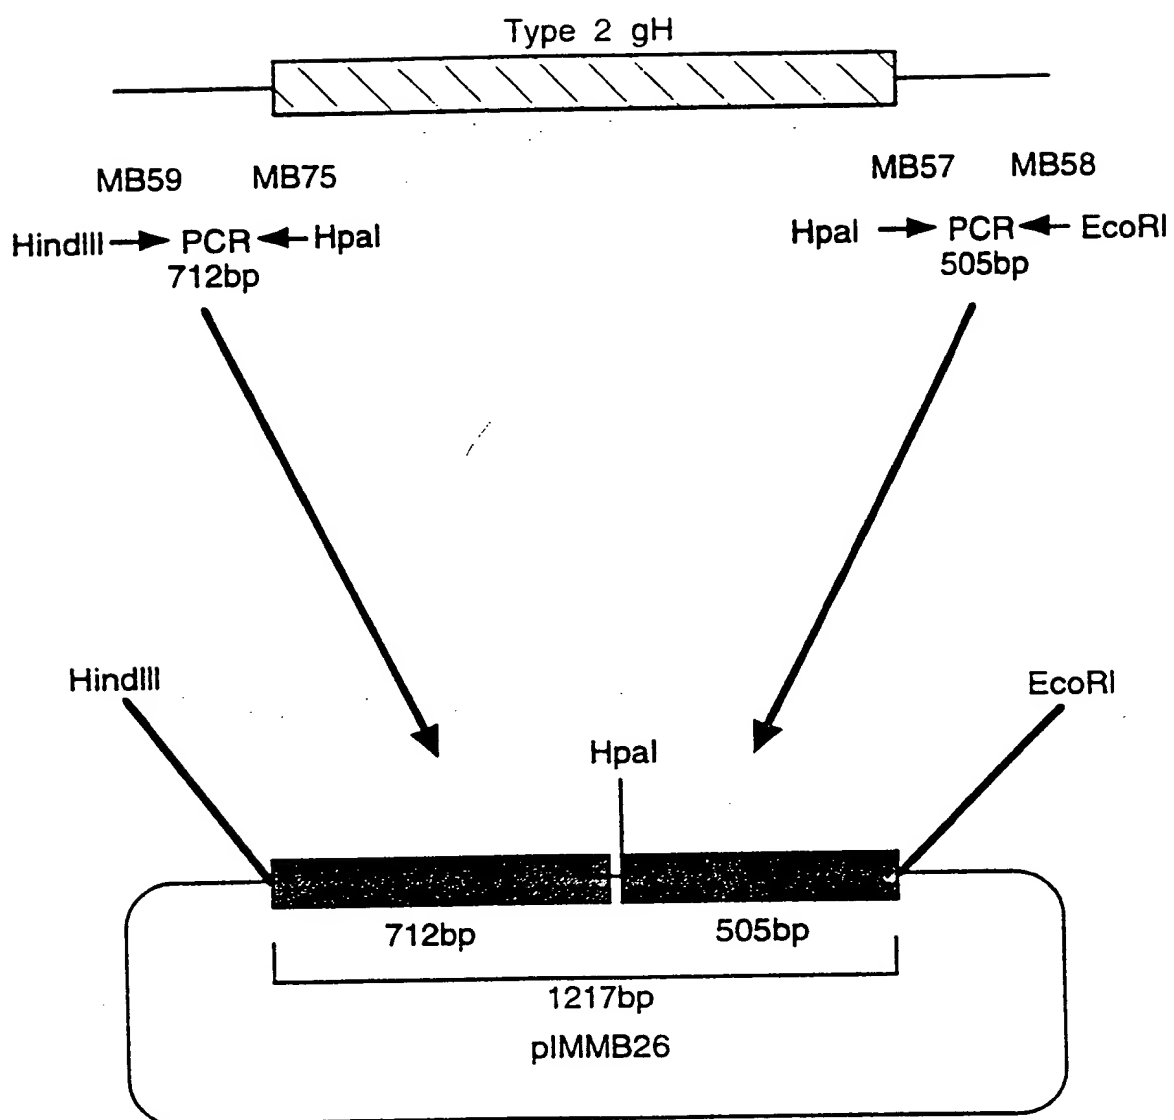 Type 2 gH
MB59 MB75
MB57 MB58
HindIII PCR HpaI
712bp
HpaI PCR EcoRI
505bp
HindIII
EcoRI
HpaI
712bp
505bp
1217bp
pIMMB26